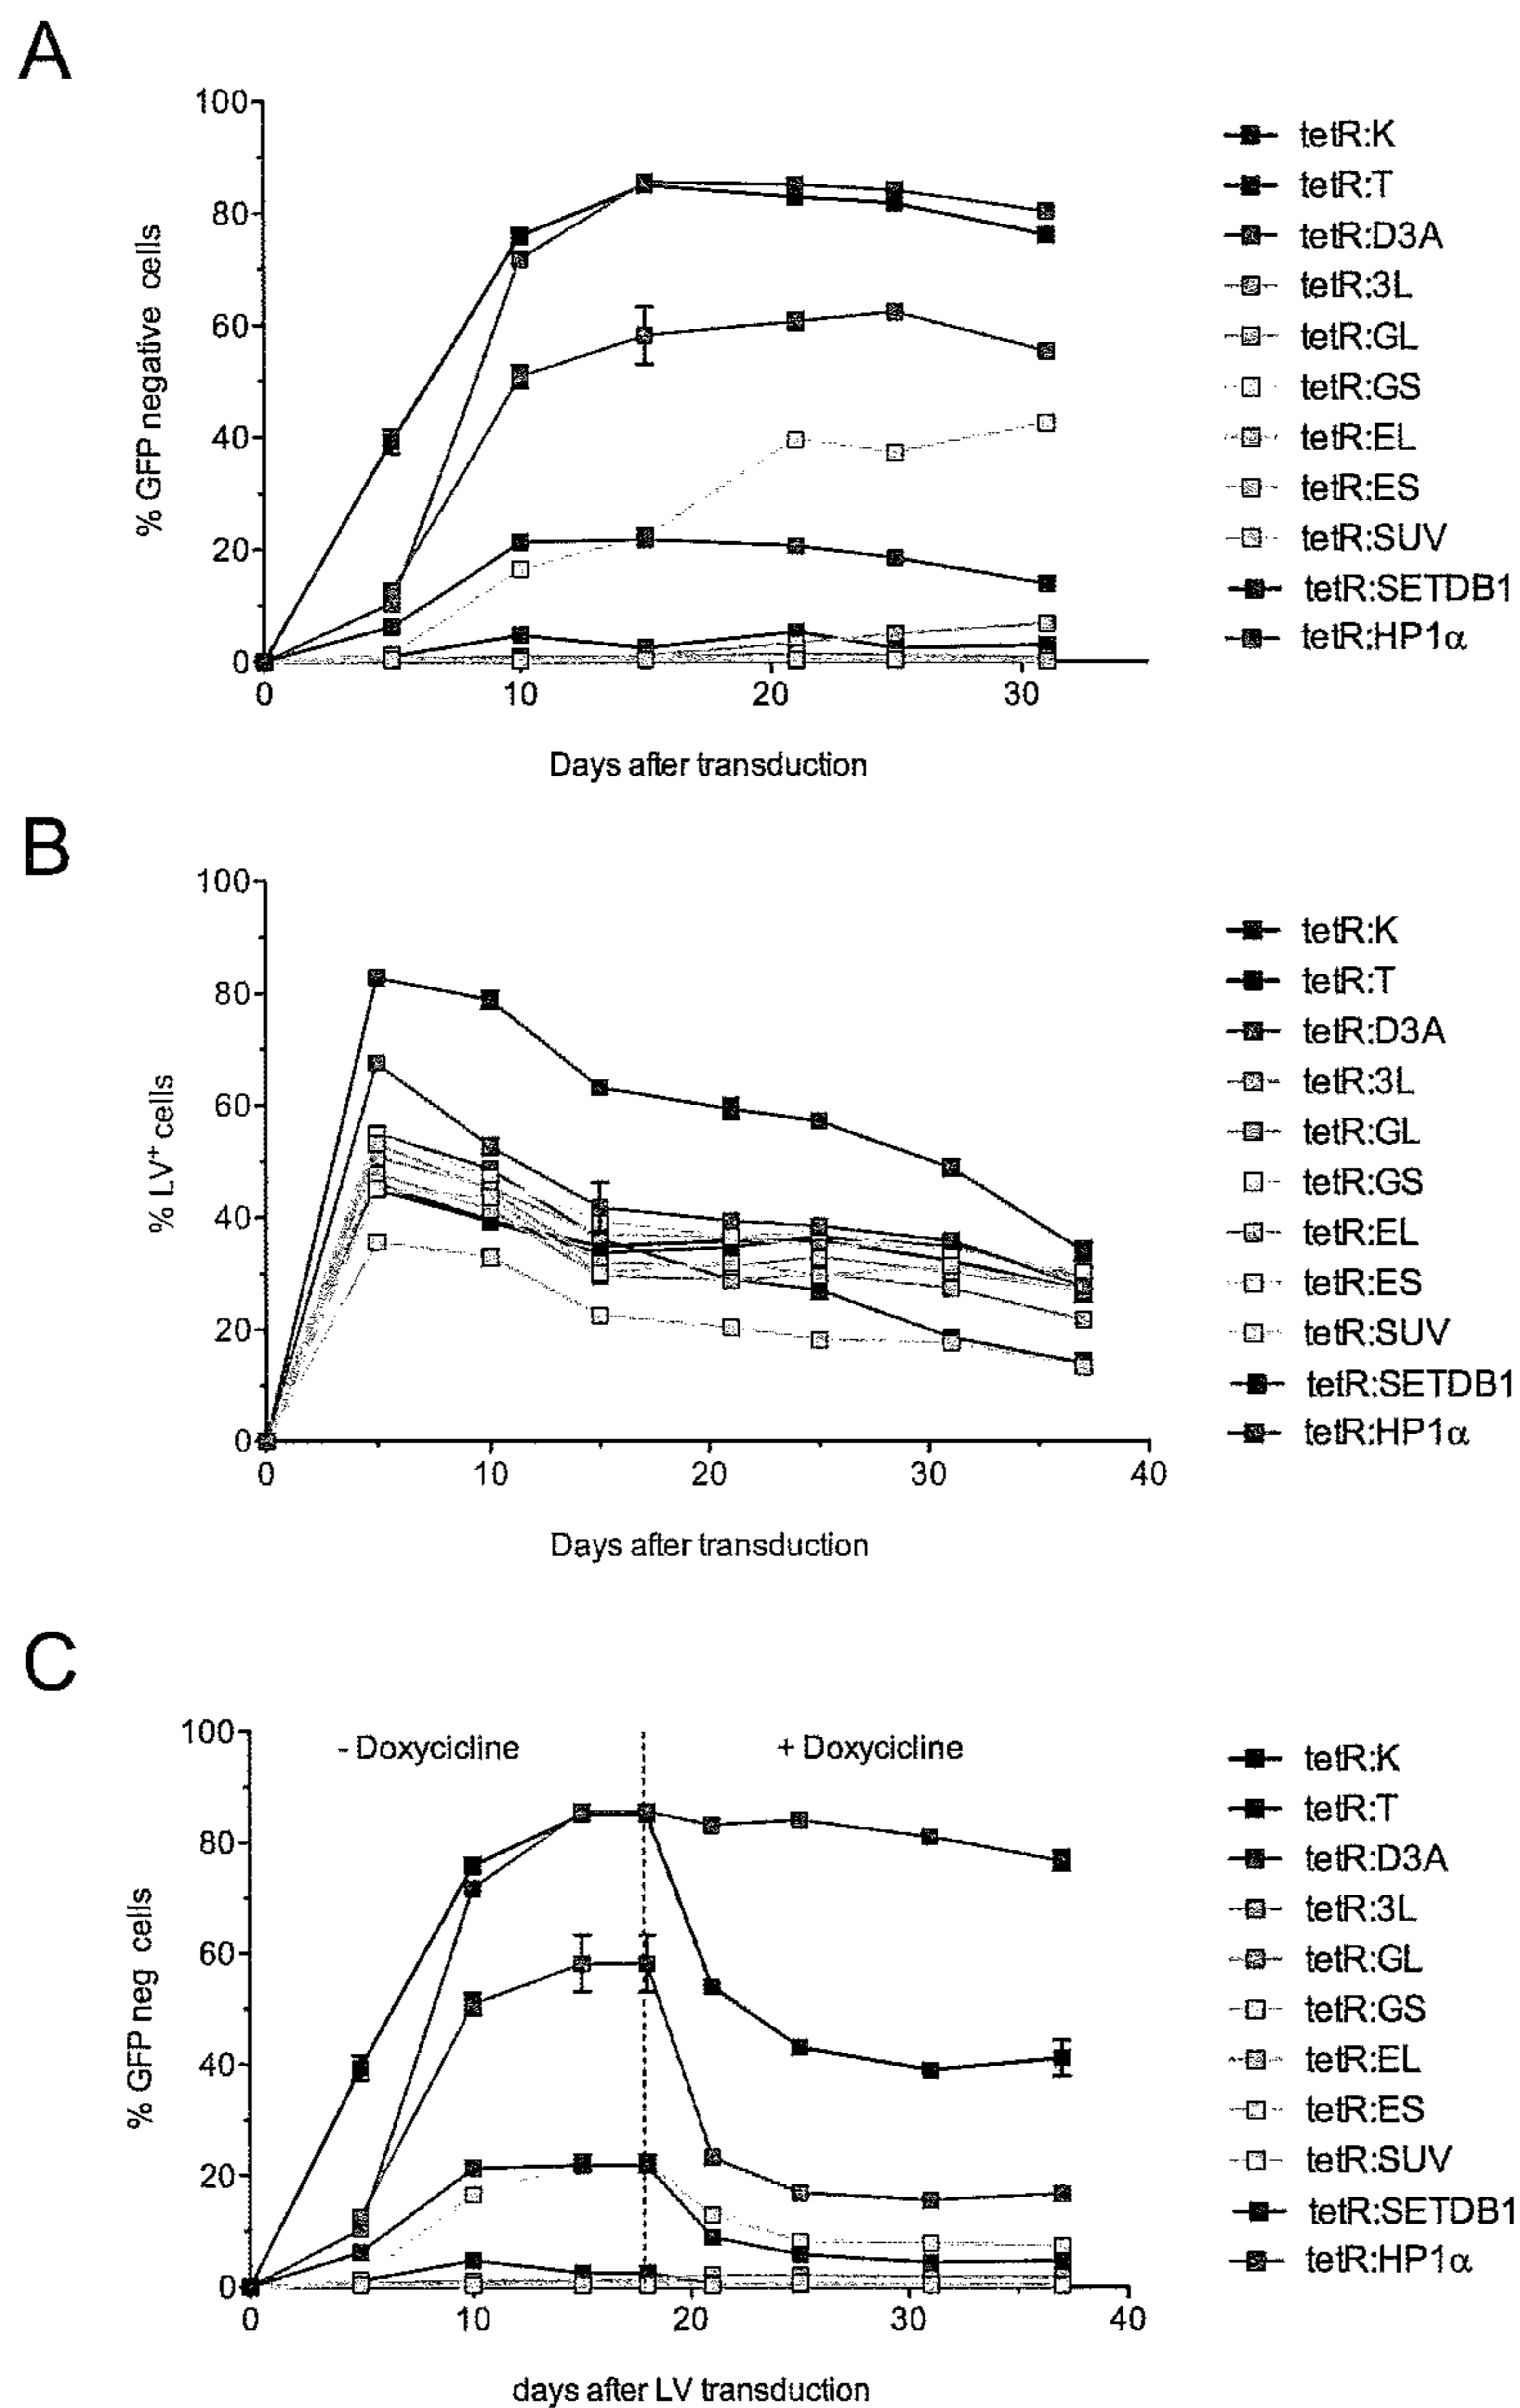 A
100
80
60
40
20
0
% GFP negative cells
0 10 20 30
Days after transduction
tetR:K
tetR:T
tetR:D3A
tetR:3L
tetR:GL
tetR:GS
tetR:EL
tetR:ES
tetR:SUV
tetR:SETDB1
tetR:HP1α
B
100
80
60
40
20
0
% LV+ cells
0 10 20 30 40
Days after transduction
tetR:K
tetR:T
tetR:D3A
tetR:3L
tetR:GL
tetR:GS
tetR:EL
tetR:ES
tetR:SUV
tetR:SETDB1
tetR:HP1α
C
- Doxycicline + Doxycicline
100
80
60
40
20
0
% GFP neg cells
0 10 20 30 40
days after LV transduction
tetR:K
tetR:T
tetR:D3A
tetR:3L
tetR:GL
tetR:GS
tetR:EL
tetR:ES
tetR:SUV
tetR:SETDB1
tetR:HP1α